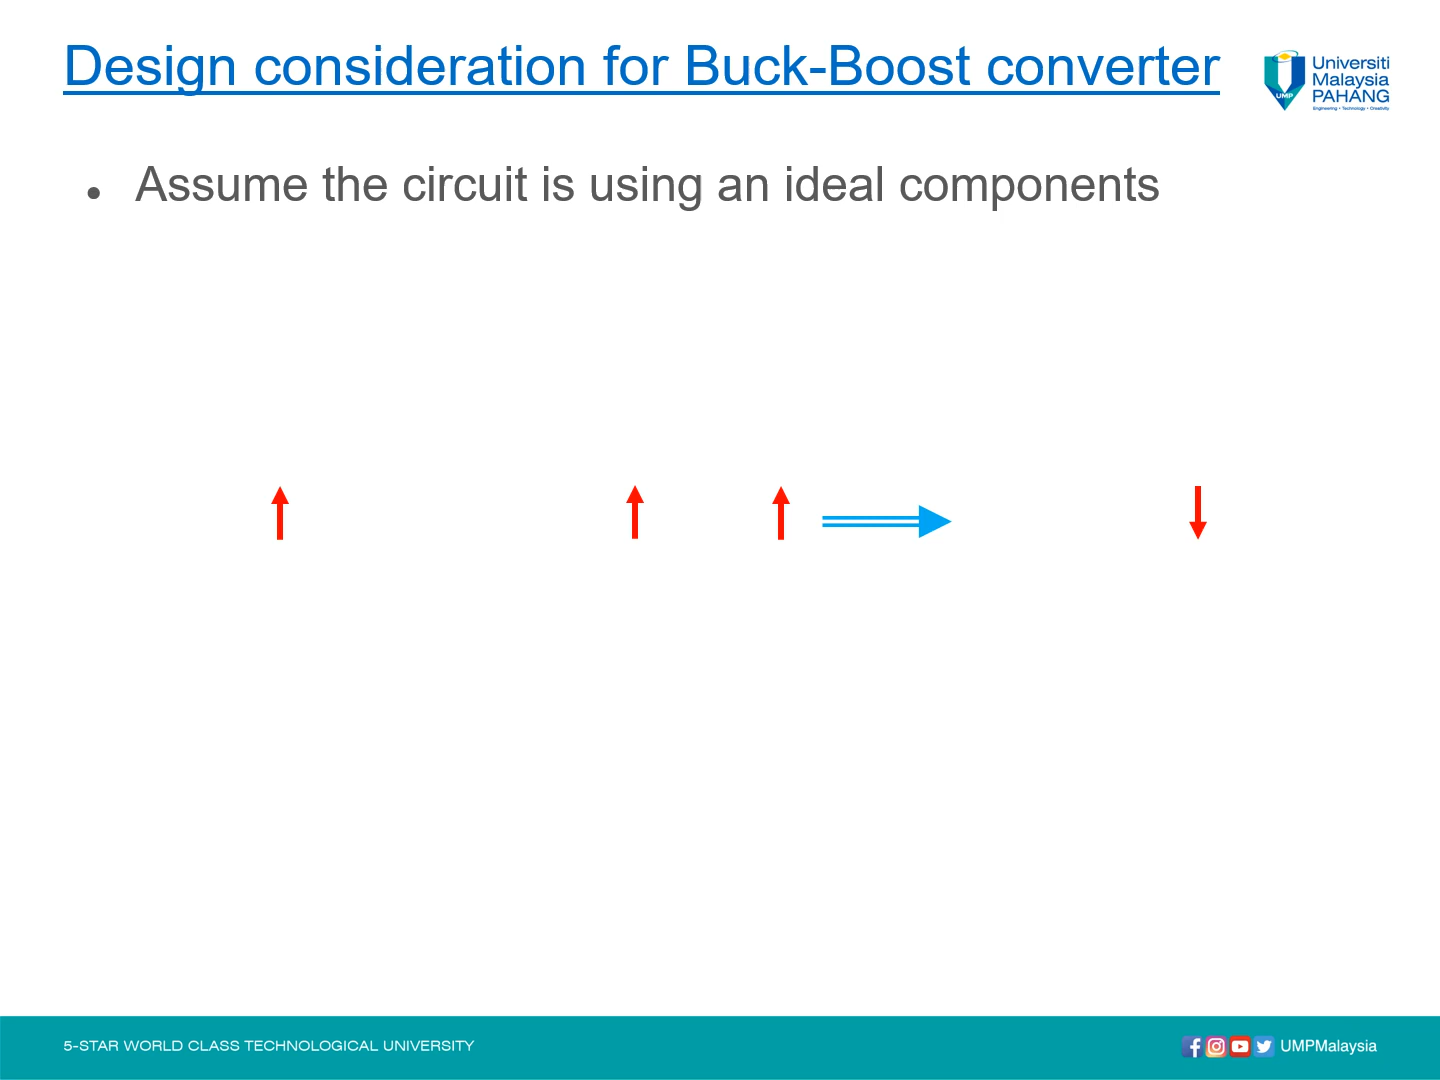 Design consideration for Buck-Boost converter
Universiti
Malaysia
PAHANG
Engineering • Technology • Creativity
UMP
● Assume the circuit is using an ideal components
5-STAR WORLD CLASS TECHNOLOGICAL UNIVERSITY
UMPMalaysia